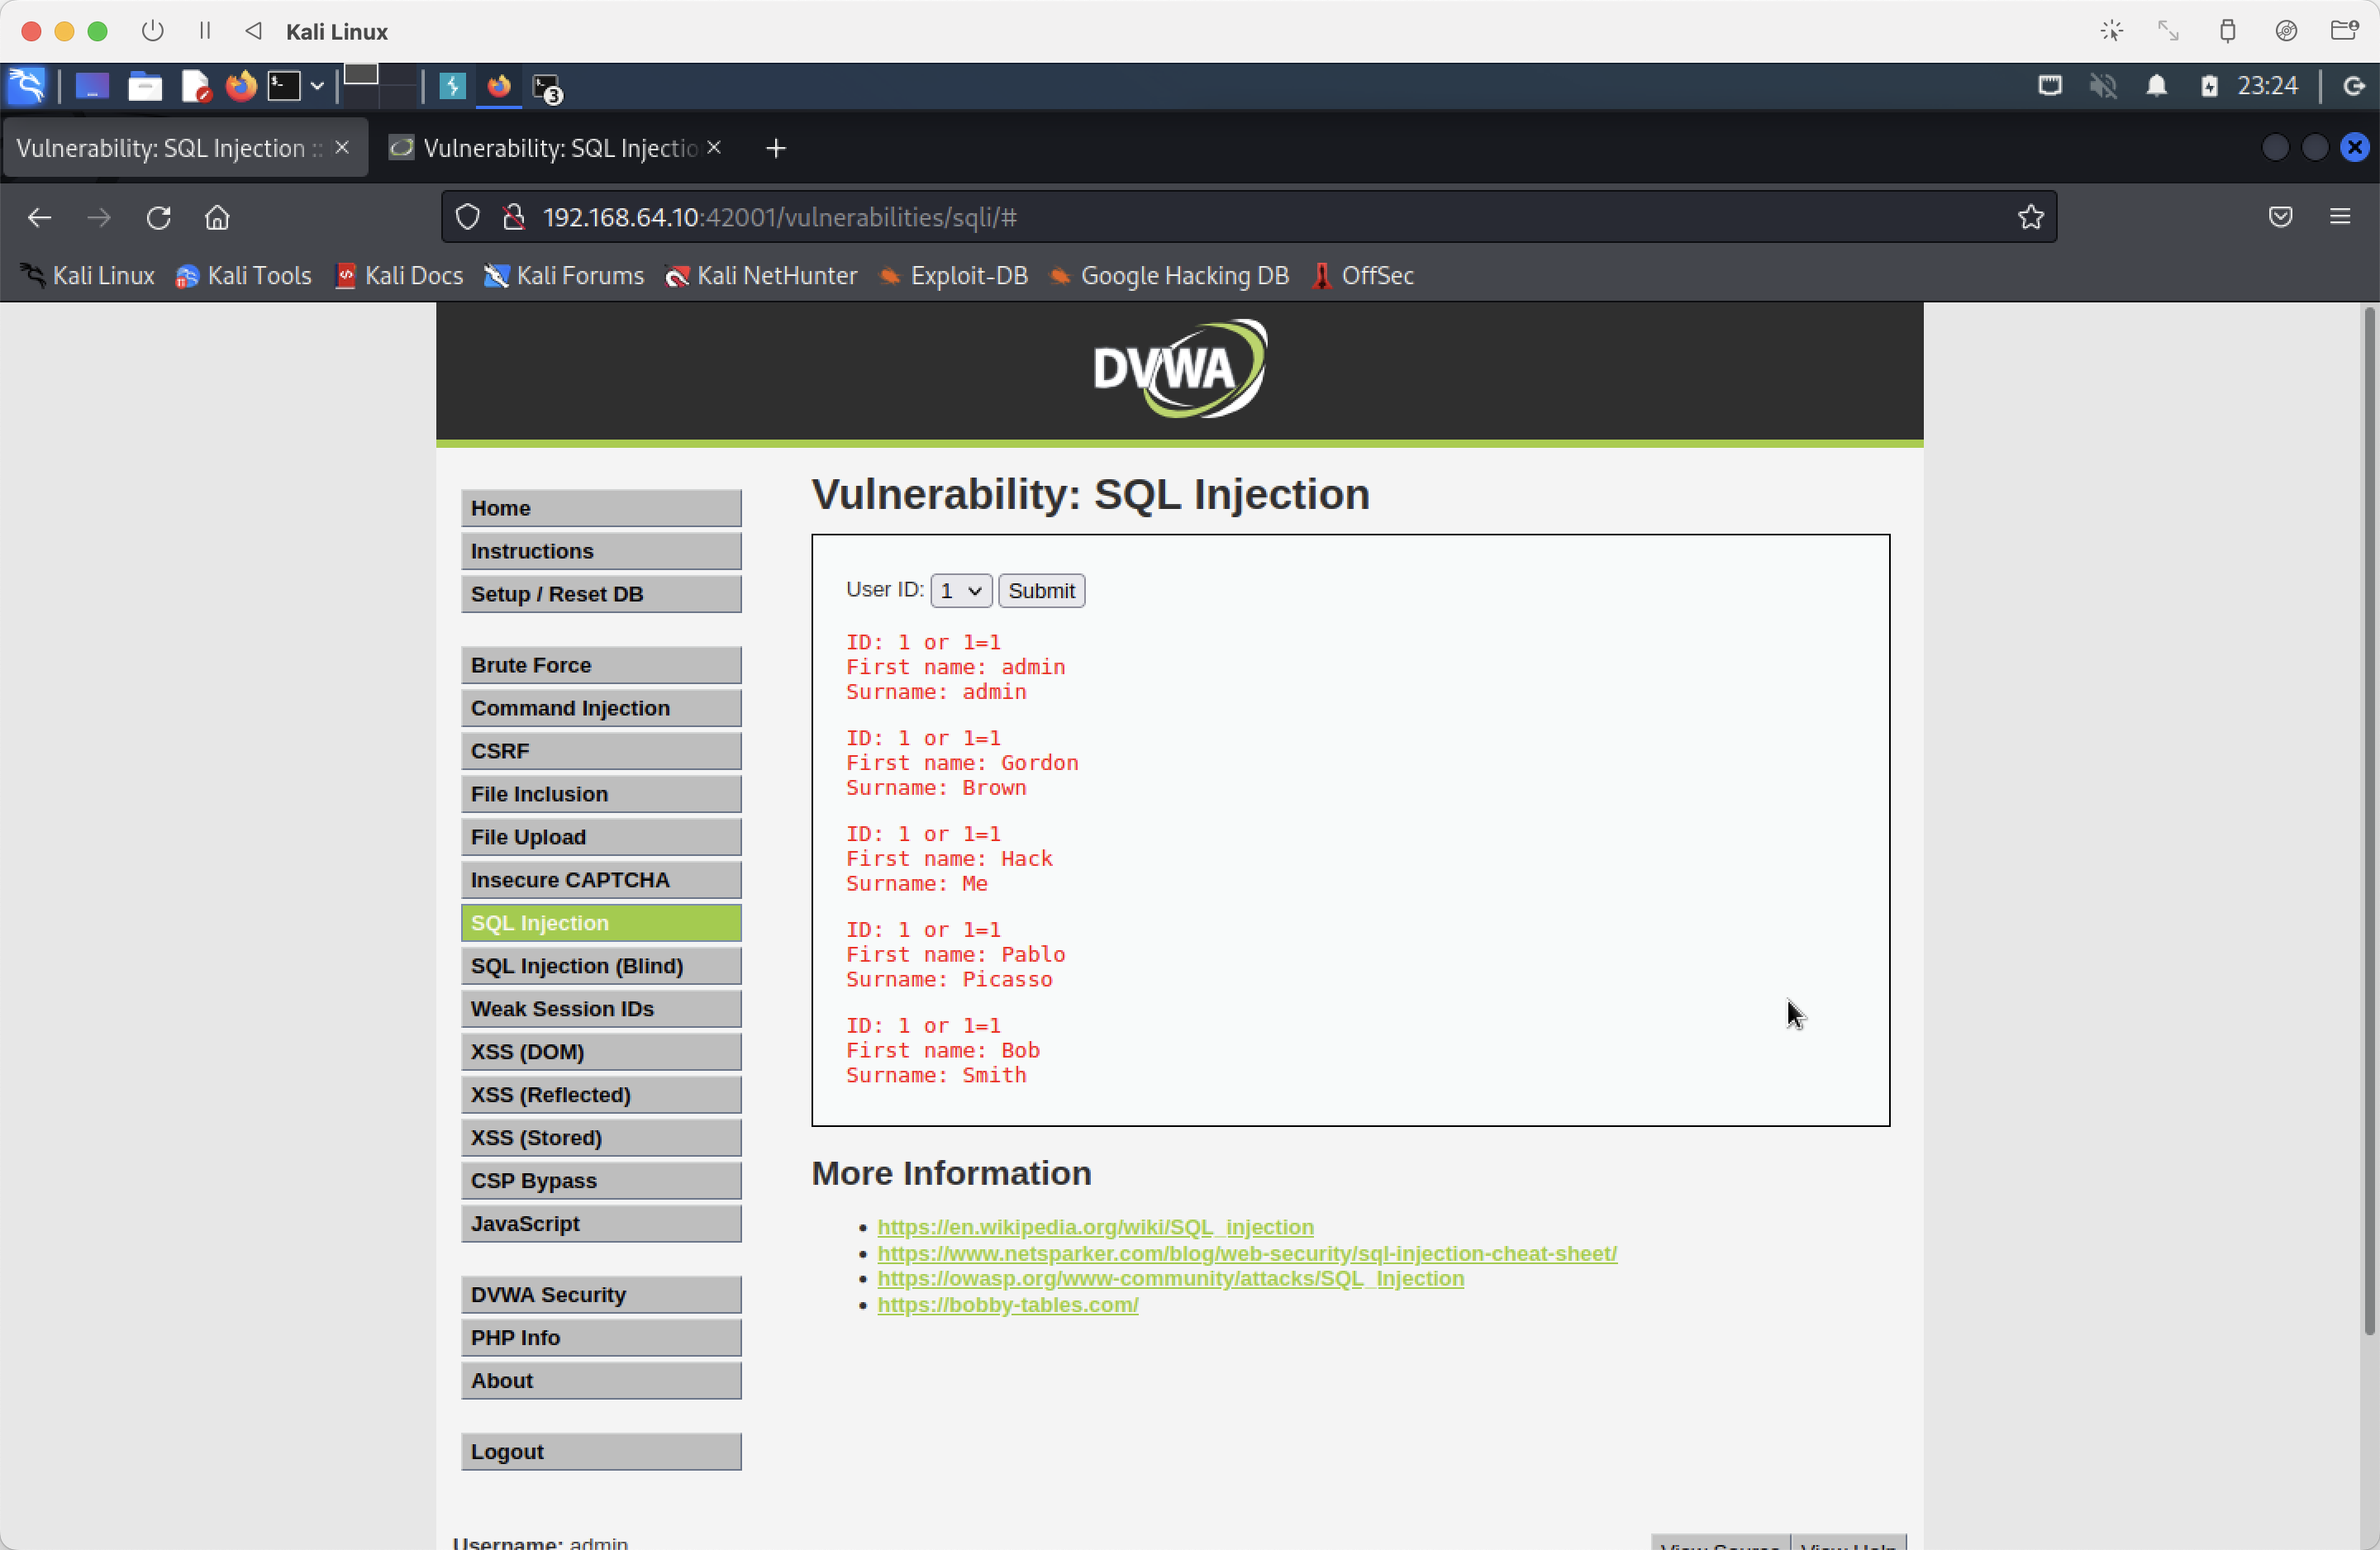 Kali Linux
3
23:24
Vulnerability: SQL Injection ::
Vulnerability: SQL Injectio
192.168.64.10:42001/vulnerabilities/sqli/#
Kali Linux
Kali Tools
Kali Docs
Kali Forums
Kali NetHunter
Exploit-DB
Google Hacking DB
OffSec
DVWA
Home
Instructions
Setup / Reset DB
Brute Force
Command Injection
CSRF
File Inclusion
File Upload
Insecure CAPTCHA
SQL Injection
SQL Injection (Blind)
Weak Session IDs
XSS (DOM)
XSS (Reflected)
XSS (Stored)
CSP Bypass
JavaScript
DVWA Security
PHP Info
About
Logout
Vulnerability: SQL Injection
User ID: 1 Submit
ID: 1 or 1=1
First name: admin
Surname: admin
ID: 1 or 1=1
First name: Gordon
Surname: Brown
ID: 1 or 1=1
First name: Hack
Surname: Me
ID: 1 or 1=1
First name: Pablo
Surname: Picasso
ID: 1 or 1=1
First name: Bob
Surname: Smith
More Information
https://en.wikipedia.org/wiki/SQL_injection
https://www.netsparker.com/blog/web-security/sql-injection-cheat-sheet/
https://owasp.org/www-community/attacks/SQL_Injection
https://bobby-tables.com/
Username: admin
View Source View Help